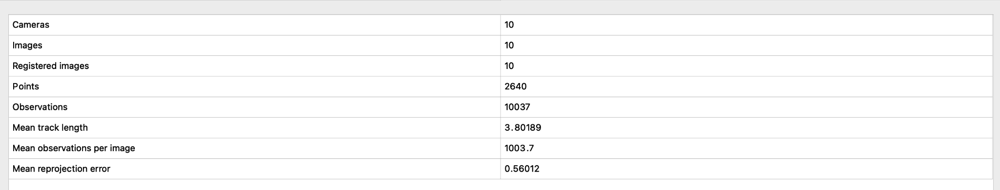 Cameras 10
Images 10
Registered images 10
Points 2640
Observations 10037
Mean track length 3.80189
Mean observations per image 1003.7
Mean reprojection error 0.56012